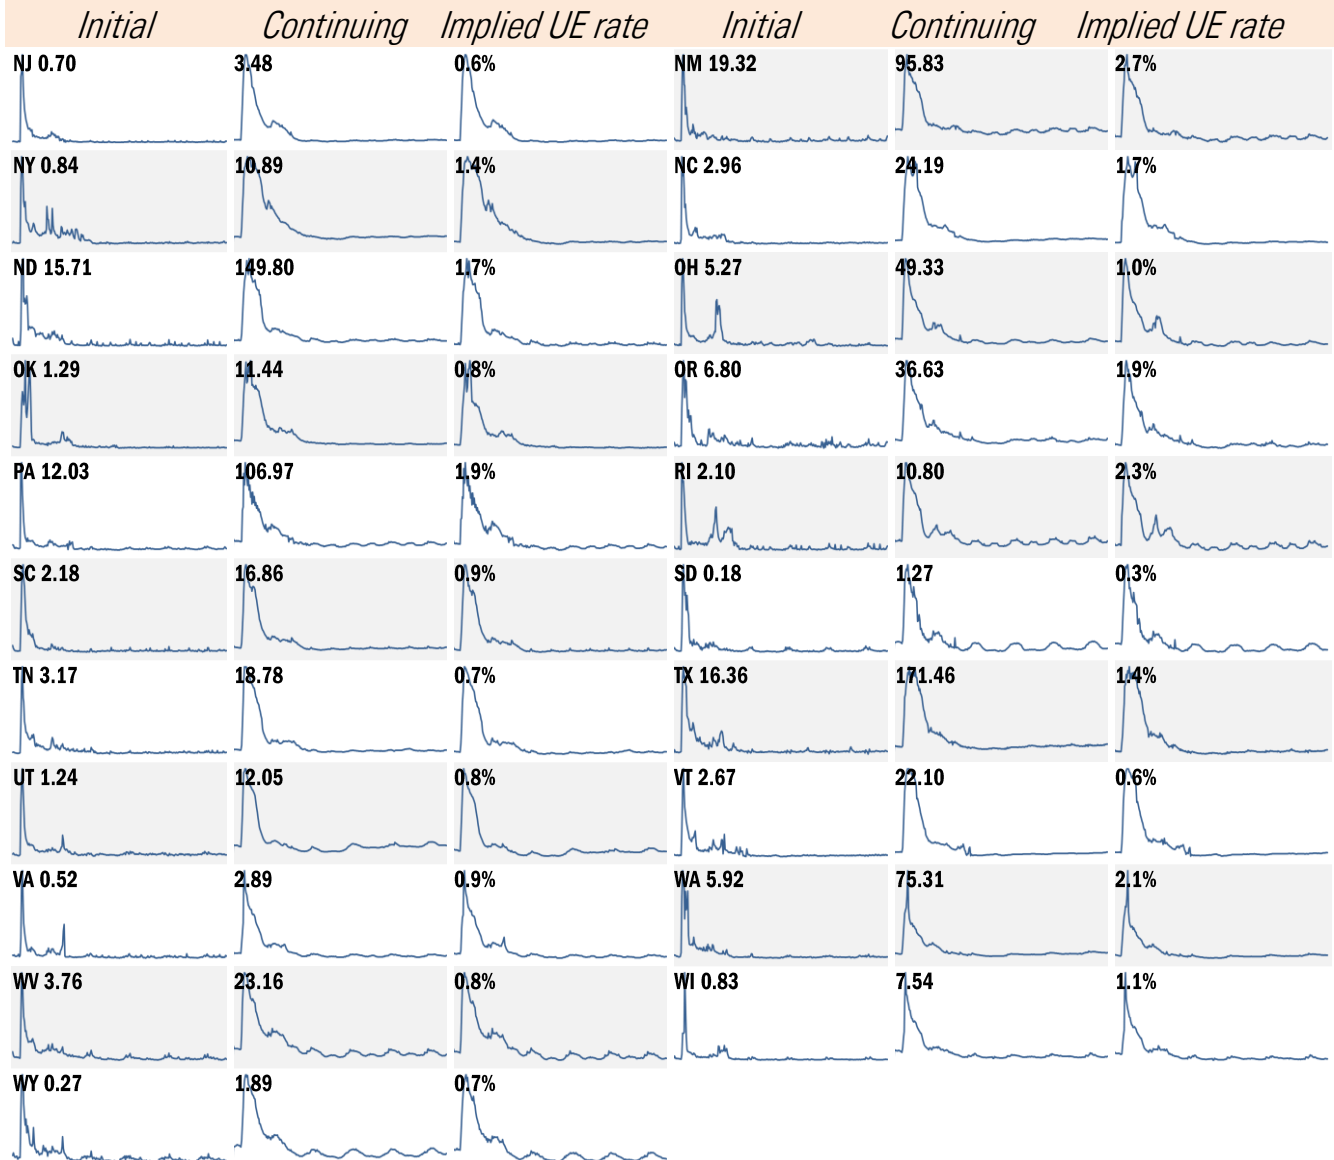 Initial Continuing Implied UE rate Initial Continuing Implied UE rate
NJ 0.70 3.48 0.6% NM 19.32 95.83 2.7%
NY 0.84 10.89 1.4% NC 2.96 24.19 1.7%
ND 15.71 149.80 1.7% OH 5.27 49.33 1.0%
OK 1.29 11.44 0.8% OR 6.80 36.63 1.9%
PA 12.03 106.97 1.9% RI 2.10 10.80 2.3%
SC 2.18 16.86 0.9% SD 0.18 1.27 0.3%
TN 3.17 18.78 0.7% TX 16.36 171.46 1.4%
UT 1.24 12.05 0.8% VT 2.67 22.10 0.6%
VA 0.52 2.89 0.9% WA 5.92 75.31 2.1%
WV 3.76 23.16 0.8% WI 0.83 7.54 1.1%
WY 0.27 1.89 0.7%